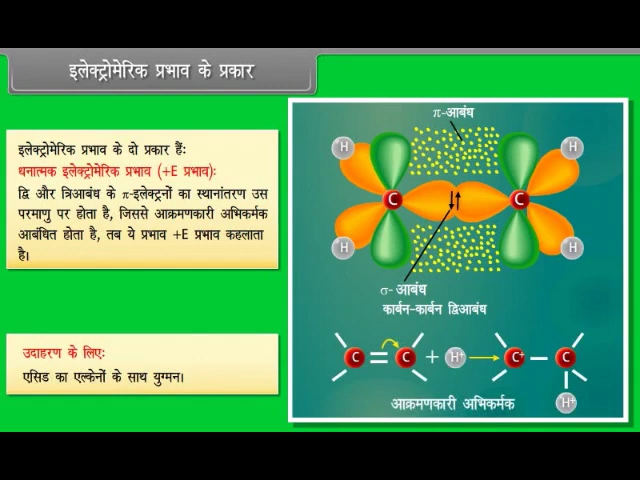 इलेक्ट्रोमेरिक प्रभाव के प्रकार
इलेक्ट्रोमेरिक प्रभाव के दो प्रकार हैं:
धनात्मक इलेक्ट्रोमेरिक प्रभाव (+E प्रभाव):
द्वि और त्रिआबंध के π-इलेक्ट्रनों का स्थानांतरण उस
परमाणु पर होता है, जिससे आक्रमणकारी अभिकर्मक
आबंधित होता है, तब ये प्रभाव +E प्रभाव कहलाता
है।
उदाहरण के लिए:
एसिड का एल्केनों के साथ युग्मन।
π-आबंध
H H
C C
H H
σ- आबंध
कार्बन-कार्बन द्विआबंध
C = C + H⁺ → C⁺ – C
H⁺
आक्रमणकारी अभिकर्मक